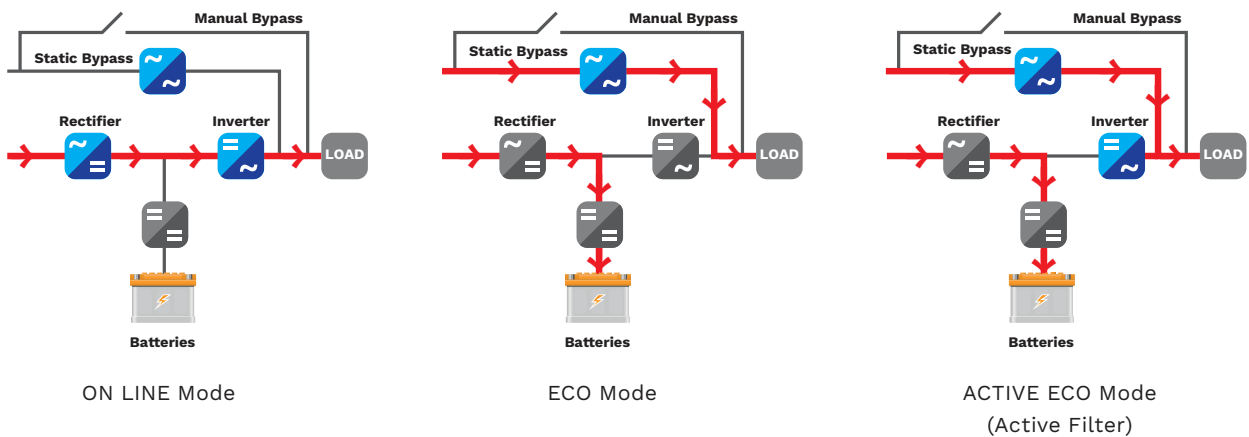 Manual Bypass
Static Bypass
Rectifier
Inverter
LOAD
Batteries
ON LINE Mode
Manual Bypass
Static Bypass
Rectifier
Inverter
LOAD
Batteries
ECO Mode
Manual Bypass
Static Bypass
Rectifier
Inverter
LOAD
Batteries
ACTIVE ECO Mode
(Active Filter)